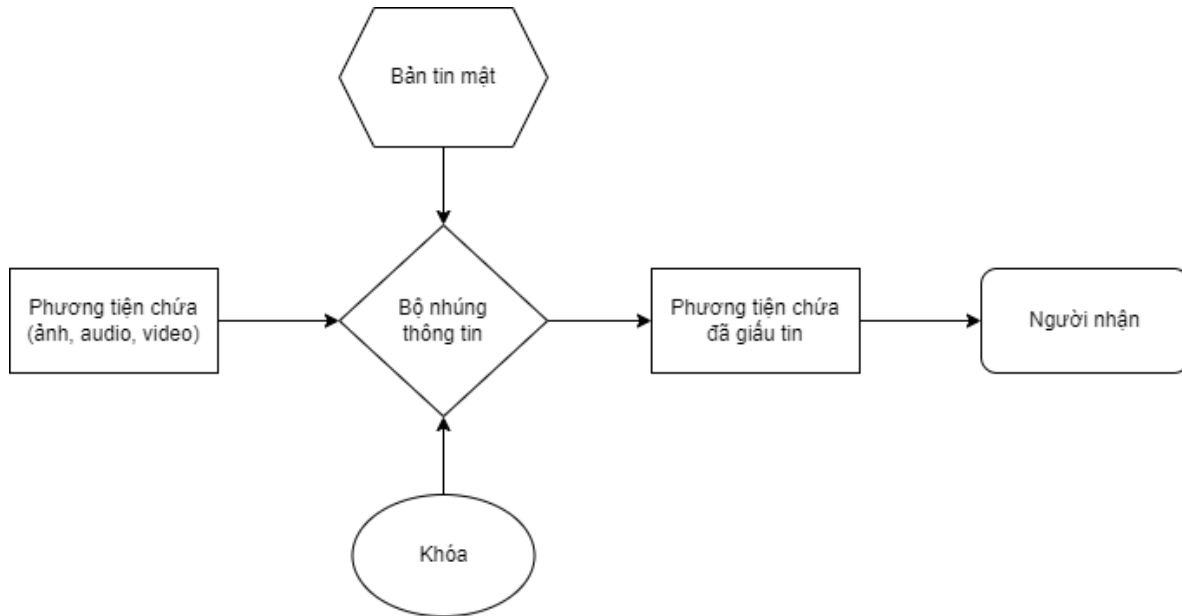 Bản tin mật
Phương tiện chứa
(ảnh, audio, video)
Bộ nhúng
thông tin
Phương tiện chứa
đã giấu tin
Người nhận
Khóa